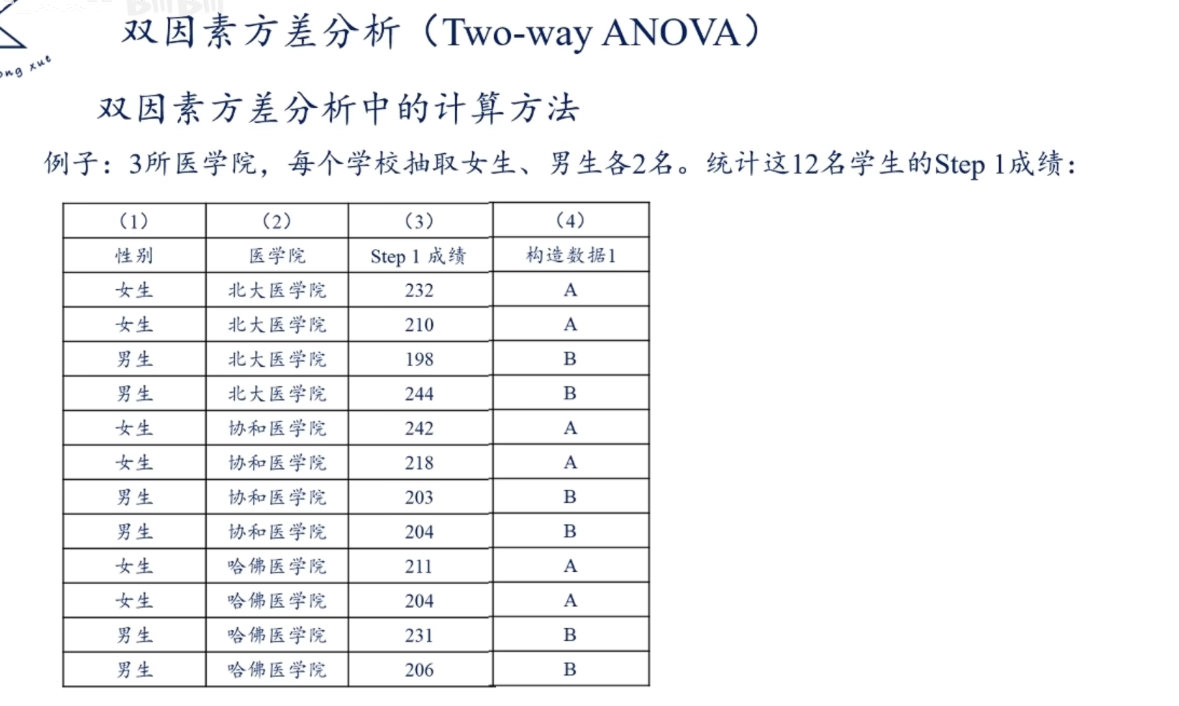 BiliBili
ong xue
双因素方差分析（Two-way ANOVA）
双因素方差分析中的计算方法
例子：3所医学院，每个学校抽取女生、男生各2名。统计这12名学生的Step 1成绩：
（1） （2） （3） （4）
性别 医学院 Step 1 成绩 构造数据1
女生 北大医学院 232 A
女生 北大医学院 210 A
男生 北大医学院 198 B
男生 北大医学院 244 B
女生 协和医学院 242 A
女生 协和医学院 218 A
男生 协和医学院 203 B
男生 协和医学院 204 B
女生 哈佛医学院 211 A
女生 哈佛医学院 204 A
男生 哈佛医学院 231 B
男生 哈佛医学院 206 B